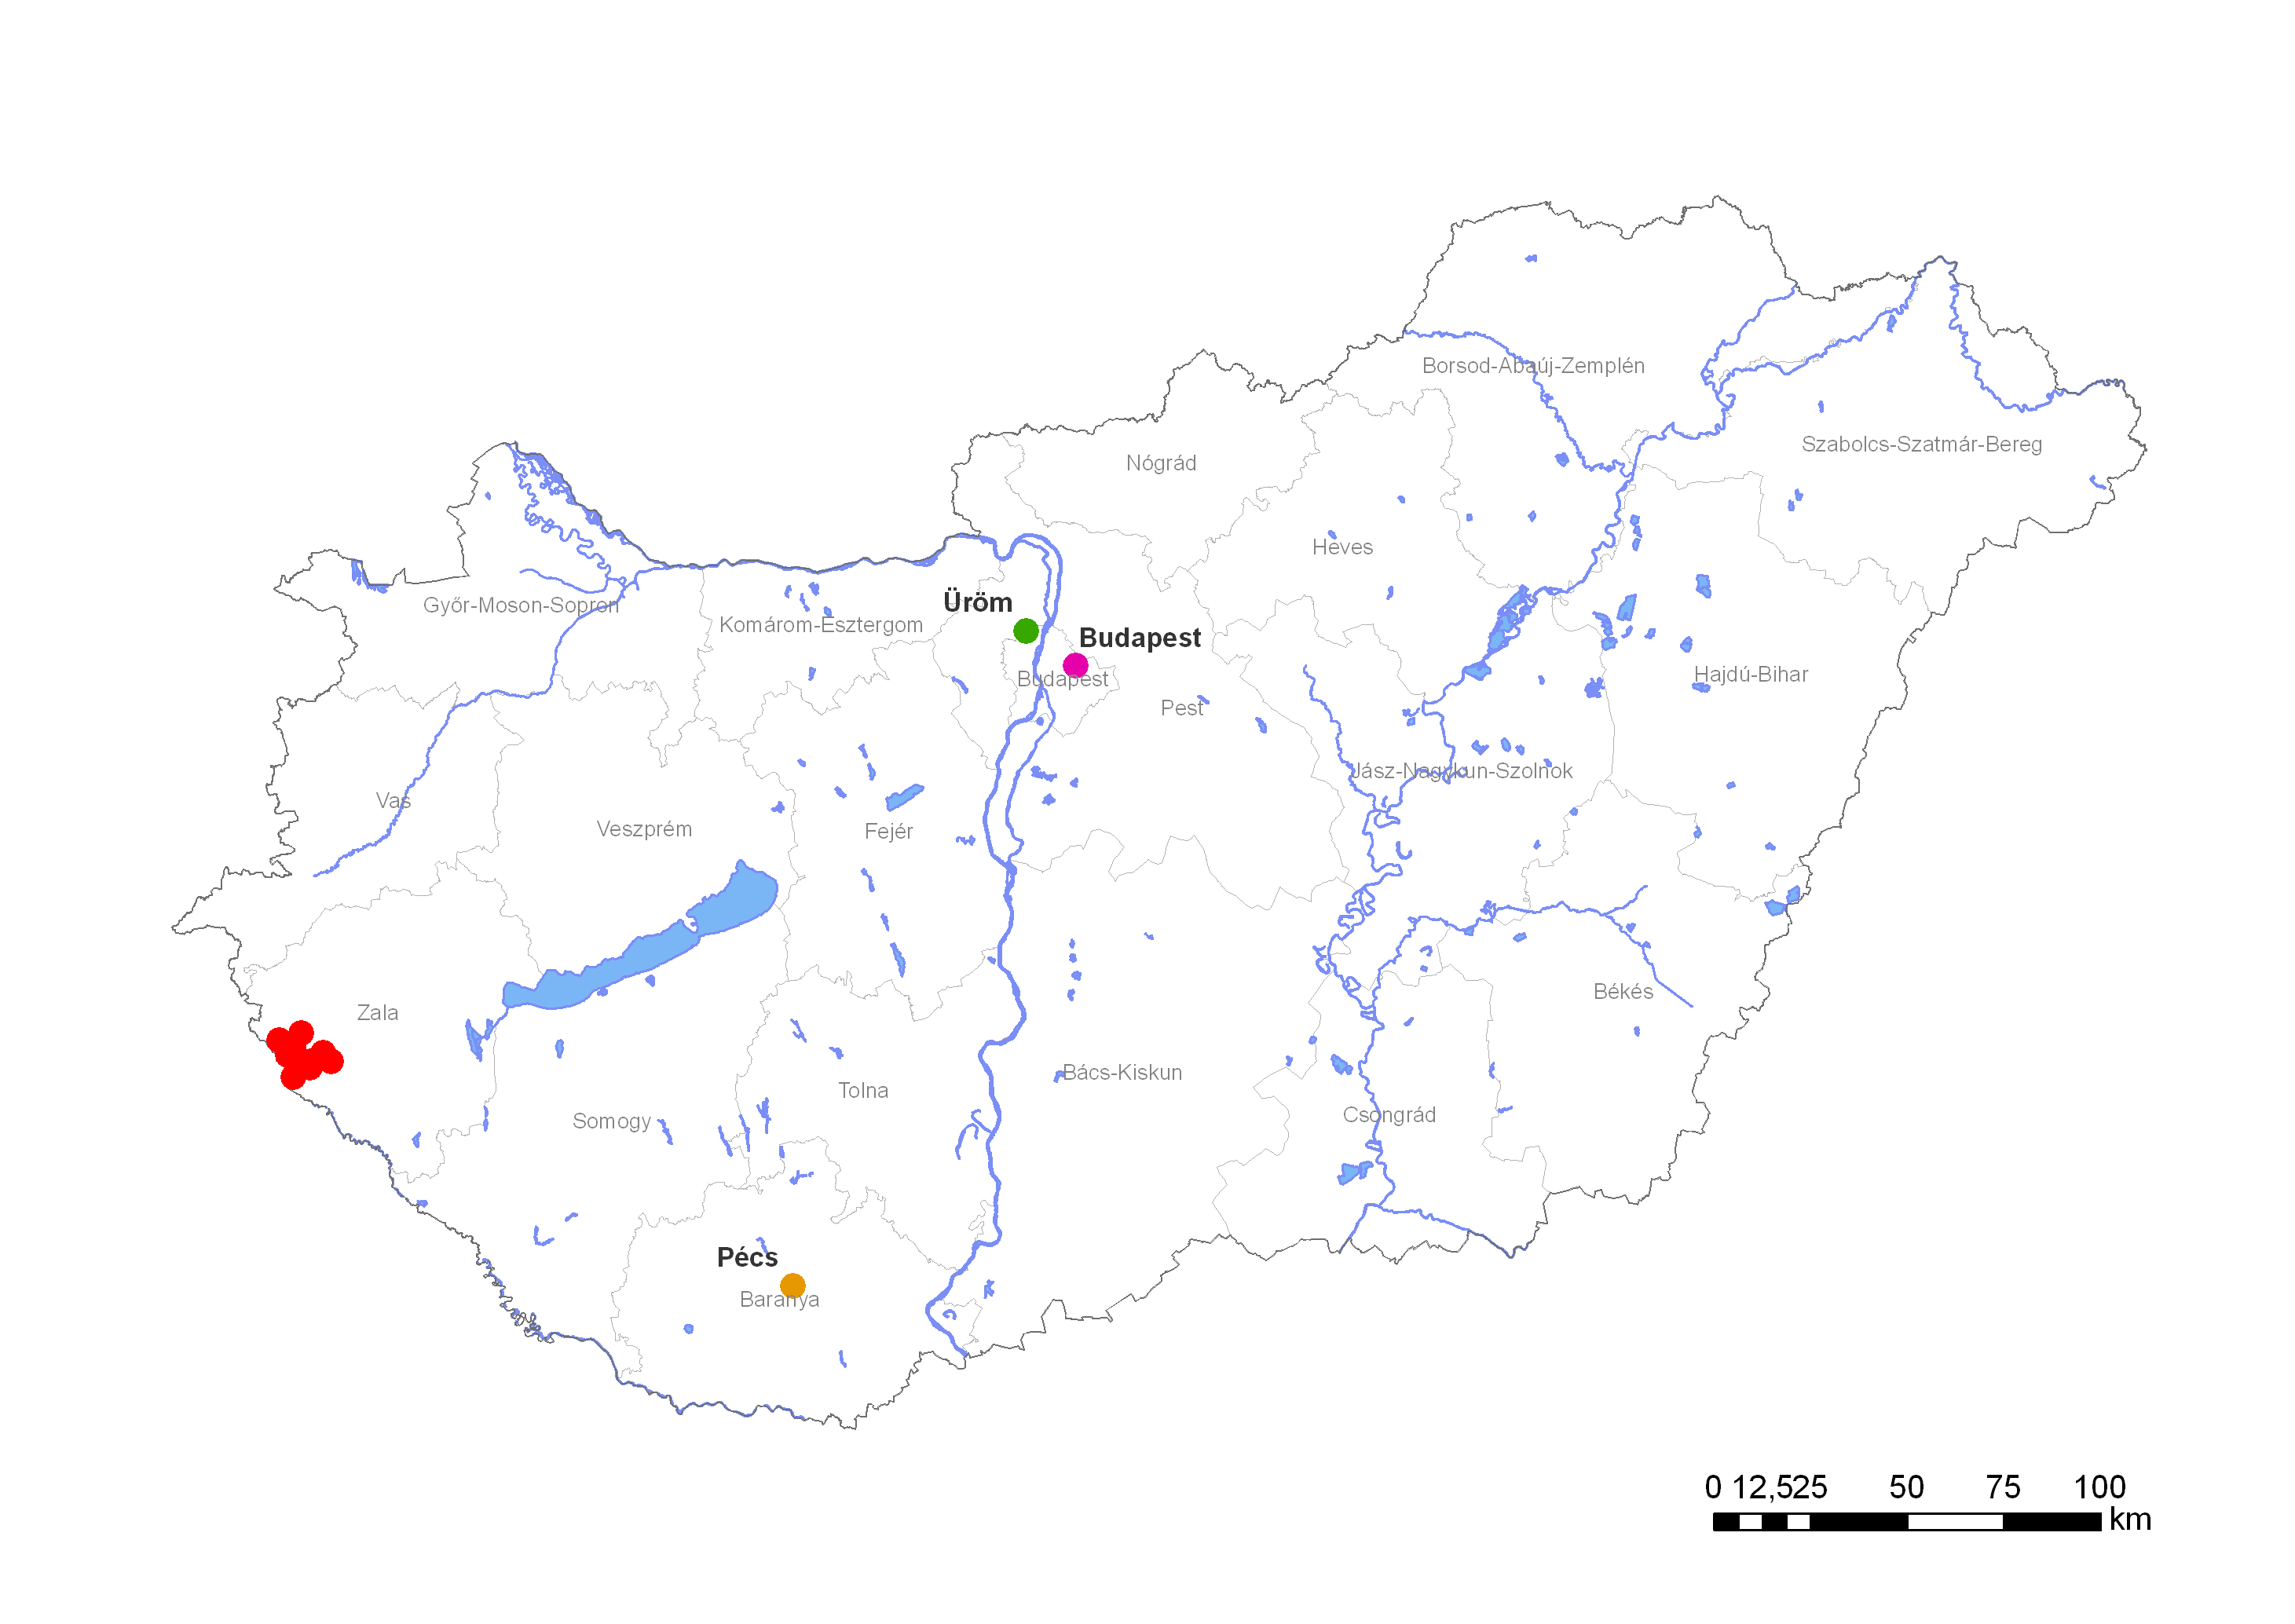 Borsod-Abaúj-Zemplén
Szabolcs-Szatmár-Bereg
Nógrád
Heves
Üröm
Győr-Moson-Sopron
Komárom-Esztergom
Budapest
Budapest
Hajdú-Bihar
Pest
Jász-Nagykun-Szolnok
Vas
Veszprém
Fejér
Békés
Zala
Bács-Kiskun
Tolna
Csongrád
Somogy
Pécs
Baranya
0 12,525 50 75 100
km